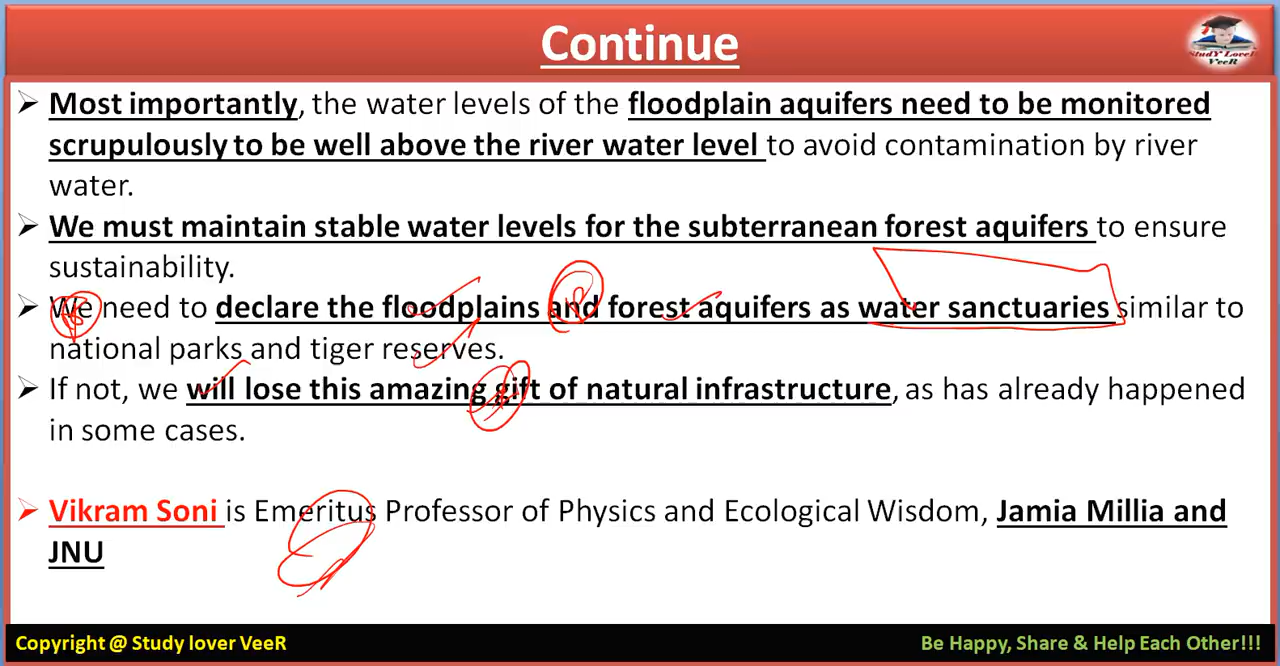 Continue
StudY LoveR
VeeR
➢ Most importantly, the water levels of the floodplain aquifers need to be monitored
scrupulously to be well above the river water level to avoid contamination by river
water.
➢ We must maintain stable water levels for the subterranean forest aquifers to ensure
sustainability.
➢ We need to declare the floodplains and forest aquifers as water sanctuaries similar to
national parks and tiger reserves.
➢ If not, we will lose this amazing gift of natural infrastructure, as has already happened
in some cases.
➢ Vikram Soni is Emeritus Professor of Physics and Ecological Wisdom, Jamia Millia and
JNU
Copyright @ Study lover VeeR
Be Happy, Share & Help Each Other!!!